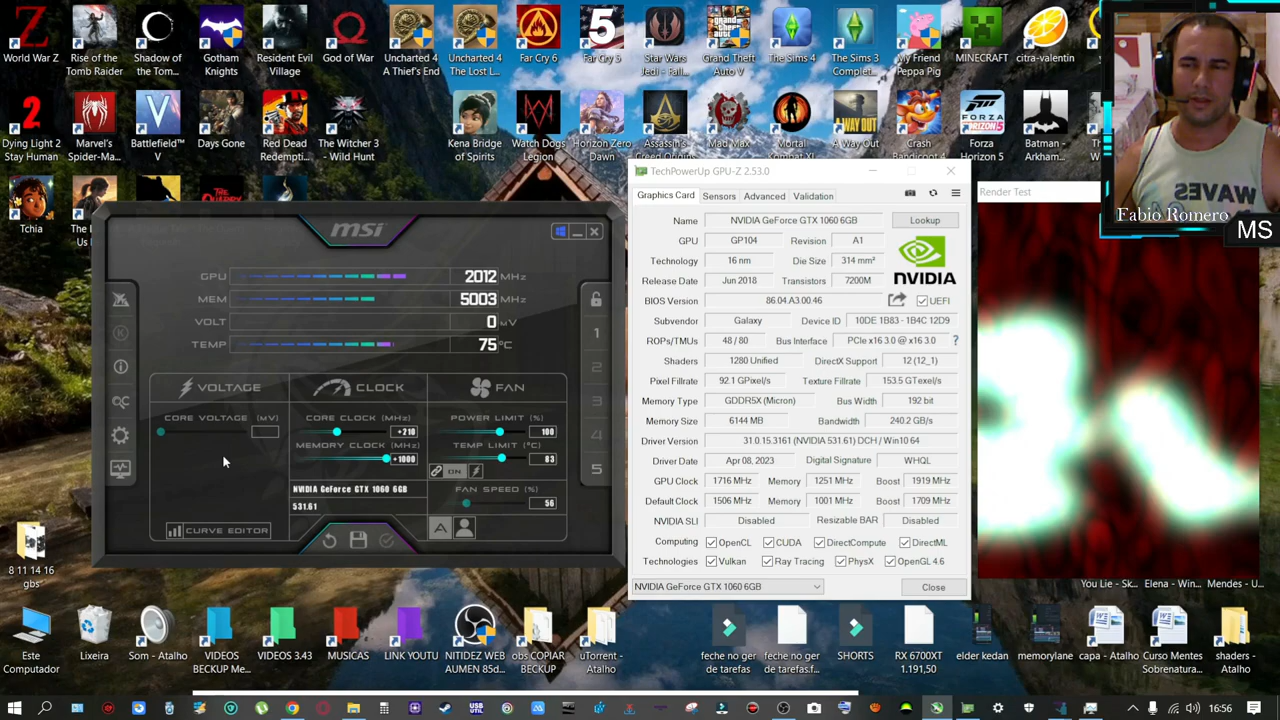 World War Z
Rise of the Tomb Raider
Shadow of the Tom...
Gotham Knights
Resident Evil Village
God of War
Uncharted 4 A Thief's End
Uncharted 4 The Lost L...
Far Cry 6
5
Far Cry 5
Star Wars Jedi - Fall...
Grand Theft Auto V
The Sims 4
The Sims 3 Complet...
My Friend Peppa Pig
MINECRAFT
citra-valentin
2
Dying Light 2 Stay Human
Marvel's Spider-Ma...
V
Battlefield™ V
Days Gone
Red Dead Redempti...
The Witcher 3 - Wild Hunt
Kena Bridge of Spirits
Watch Dogs Legion
Horizon Zero Dawn
Assassin's
Mad Max
Mortal
A Way Out
Crash
Forza Horizon 5
Batman - Arkham...
WAVES
Fabio Romero
MS
Tchia
QUARRY
msi
GPU 2012 MHz
MEM 5003 MHz
VOLT 0 MV
TEMP 75 °C
VOLTAGE
CORE VOLTAGE (MV)
CURVE EDITOR
CLOCK
CORE CLOCK (MHz)
+210
MEMORY CLOCK (MHz)
+1000
NVIDIA GeForce GTX 1060 6GB
531.61
FAN
POWER LIMIT (%)
100
TEMP LIMIT (°C)
83
ON
FAN SPEED (%)
56
A
K
OC
1
2
3
4
5
TechPowerUp GPU-Z 2.53.0
Graphics Card Sensors Advanced Validation
Name NVIDIA GeForce GTX 1060 6GB Lookup
GPU GP104 Revision A1
Technology 16 nm Die Size 314 mm²
NVIDIA
Release Date Jun 2018 Transistors 7200M
BIOS Version 86.04.A3.00.46 UEFI
Subvendor Galaxy Device ID 10DE 1B83 - 1B4C 12D9
ROPs/TMUs 48 / 80 Bus Interface PCIe x16 3.0 @ x16 3.0 ?
Shaders 1280 Unified DirectX Support 12 (12_1)
Pixel Fillrate 92.1 GPixel/s Texture Fillrate 153.5 GTexel/s
Memory Type GDDR5X (Micron) Bus Width 192 bit
Memory Size 6144 MB Bandwidth 240.2 GB/s
Driver Version 31.0.15.3161 (NVIDIA 531.61) DCH / Win10 64
Driver Date Apr 08, 2023 Digital Signature WHQL
GPU Clock 1716 MHz Memory 1251 MHz Boost 1919 MHz
Default Clock 1506 MHz Memory 1001 MHz Boost 1709 MHz
NVIDIA SLI Disabled Resizable BAR Disabled
Computing OpenCL CUDA DirectCompute DirectML
Technologies Vulkan Ray Tracing PhysX OpenGL 4.6
NVIDIA GeForce GTX 1060 6GB Close
Render Test
8 11 14 16 gbs
You Lie - Sk...
Elena - Win...
Mendes - U...
Este Computador
Lixeira
Som - Atalho
VIDEOS BECKUP Me...
VIDEOS 3.43
MUSICAS
LINK YOUTU
NITIDEZ WEB AUMEN 85d...
obs COPIAR BECKUP
uTorrent - Atalho
feche no ger de tarefas
feche no ger de tarefas.f...
SHORTS
RX 6700XT 1.191,50
elder kedan
memorylane
capa - Atalho
Curso Mentes Sobrenatura...
shaders - Atalho
USB UTIL
16:56